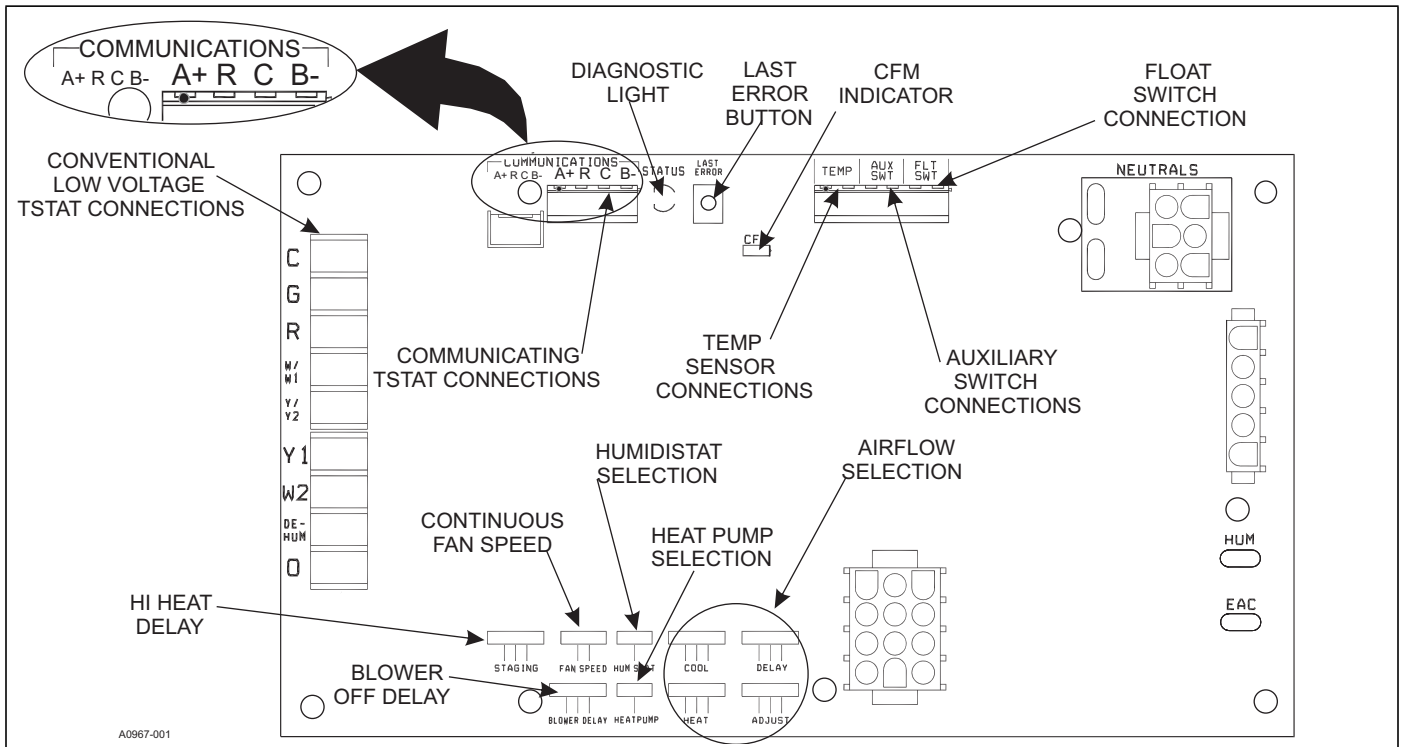 COMMUNICATIONS
A+ R C B-
A+ R C B-
DIAGNOSTIC
LIGHT
LAST
ERROR
BUTTON
CFM
INDICATOR
FLOAT
SWITCH
CONNECTION
CONVENTIONAL
LOW VOLTAGE
TSTAT CONNECTIONS
COMMUNICATIONS
A+ R C B-
A+ R C B-
STATUS
LAST
ERROR
TEMP
AUX
SWT
FLT
SWT
NEUTRALS
C
G
R
W/
W1
Y/
Y2
Y1
W2
DE-
HUM
O
COMMUNICATING
TSTAT CONNECTIONS
TEMP
SENSOR
CONNECTIONS
AUXILIARY
SWITCH
CONNECTIONS
HUMIDISTAT
SELECTION
AIRFLOW
SELECTION
CONTINUOUS
FAN SPEED
HEAT PUMP
SELECTION
HUM
EAC
HI HEAT
DELAY
STAGING
FAN SPEED
COOL
DELAY
BLOWER
OFF DELAY
BLOWER DELAY
HEATPUMP
HEAT
ADJUST
A0967-001